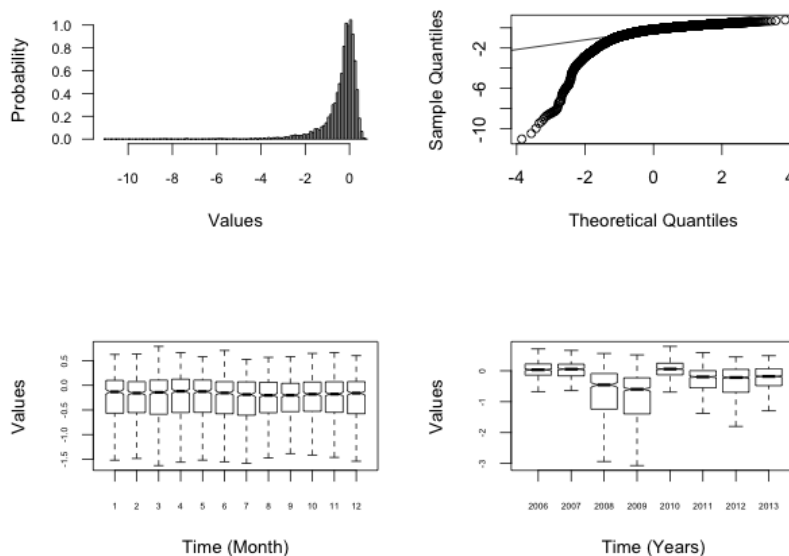 Probability
1.0
0.8
0.6
0.4
0.2
0.0
-10 -8 -6 -4 -2 0
Values
Sample Quantiles
-2
-6
-10
-4 -2 0 2 4
Theoretical Quantiles
Values
0.5
0.0
-0.5
-1.0
-1.5
1 2 3 4 5 6 7 8 9 10 11 12
Time (Month)
Values
0
-1
-2
-3
2006 2007 2008 2009 2010 2011 2012 2013
Time (Years)